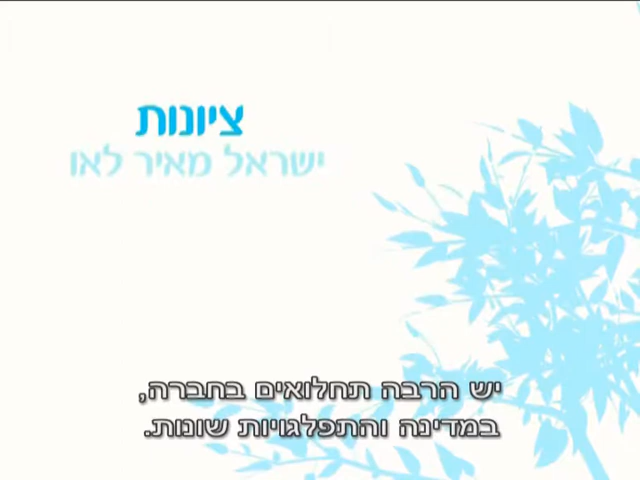 ציונות
ישראל מאיר לאו
יש הרבה תחלואים בחברה,
במדינה והתפלגויות שונות.